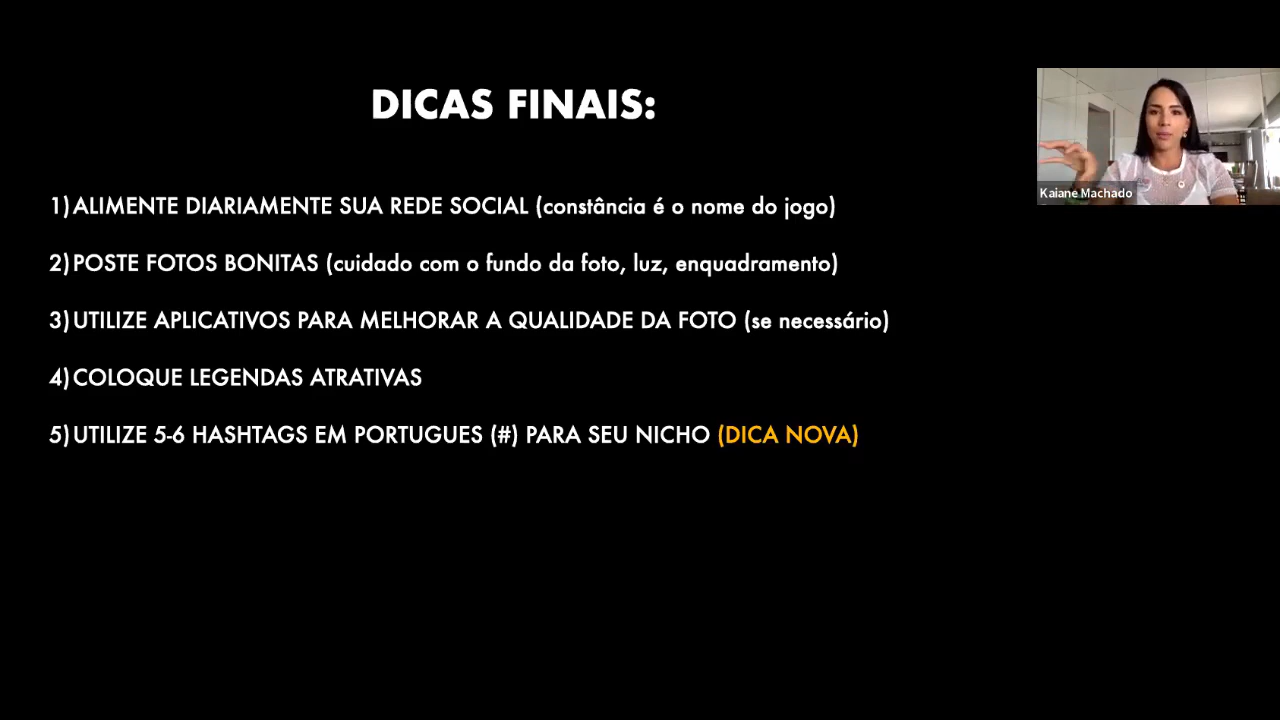 DICAS FINAIS:
Kaiane Machado
1) ALIMENTE DIARIAMENTE SUA REDE SOCIAL (constância é o nome do jogo)
2) POSTE FOTOS BONITAS (cuidado com o fundo da foto, luz, enquadramento)
3) UTILIZE APLICATIVOS PARA MELHORAR A QUALIDADE DA FOTO (se necessário)
4) COLOQUE LEGENDAS ATRATIVAS
5) UTILIZE 5-6 HASHTAGS EM PORTUGUES (#) PARA SEU NICHO (DICA NOVA)